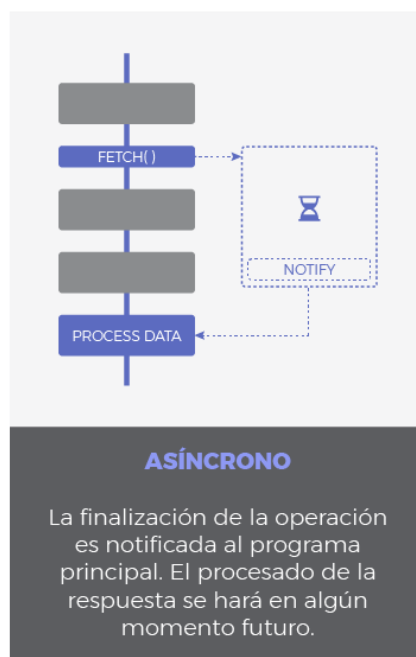 FETCH( )
NOTIFY
PROCESS DATA
ASÍNCRONO
La finalización de la operación
es notificada al programa
principal. El procesado de la
respuesta se hará en algún
momento futuro.